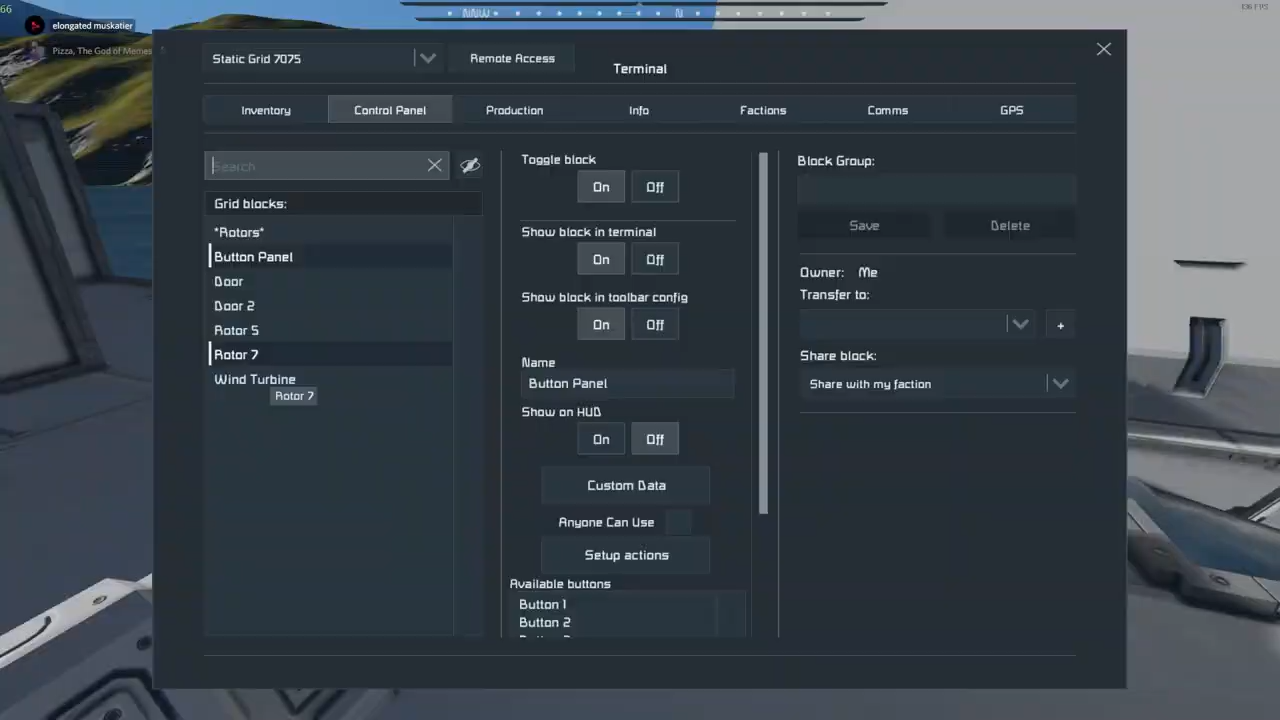 66
elongated muskatier
NNW
N
136 FPS
Pizza, The God of Memes
Static Grid 7075
Remote Access
Terminal
Inventory
Control Panel
Production
Info
Factions
Comms
GPS
Search
Grid blocks:
*Rotors*
Button Panel
Door
Door 2
Rotor 5
Rotor 7
Wind Turbine
Rotor 7
Toggle block
On
Off
Show block in terminal
On
Off
Show block in toolbar config
On
Off
Name
Button Panel
Show on HUD
On
Off
Custom Data
Anyone Can Use
Setup actions
Available buttons
Button 1
Button 2
Block Group:
Save
Delete
Owner: Me
Transfer to:
+
Share block:
Share with my faction